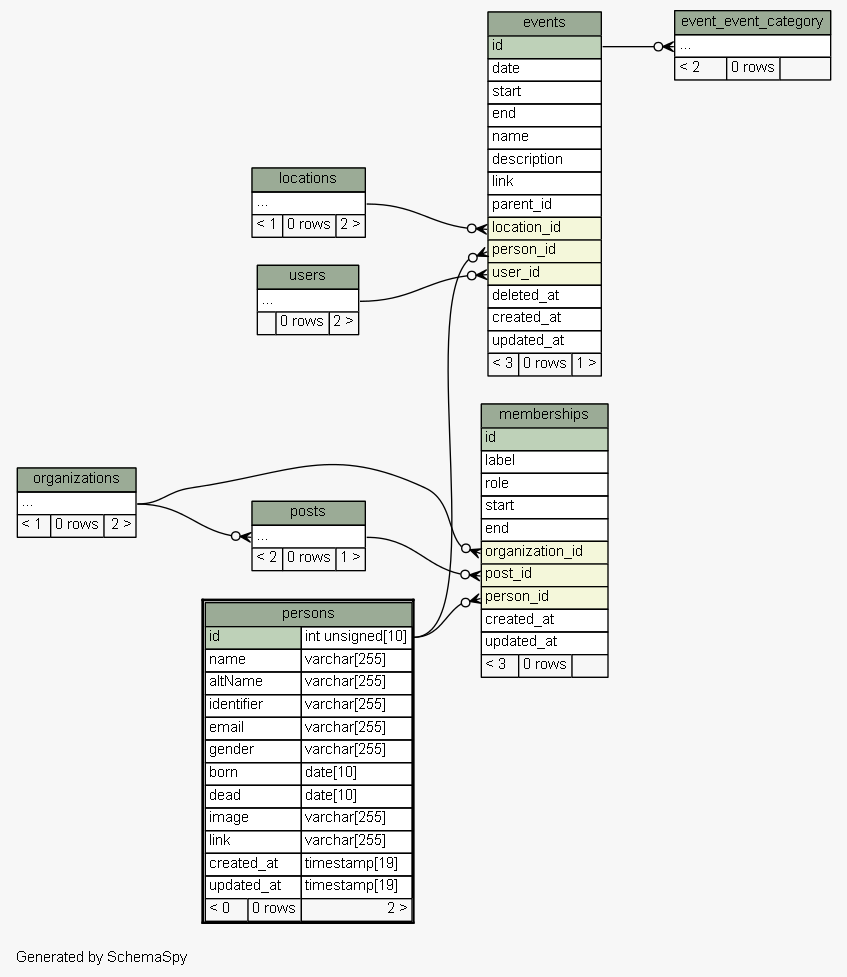 events
id
date
start
end
name
description
link
parent_id
location_id
person_id
user_id
deleted_at
created_at
updated_at
< 3 0 rows 1 >
event_event_category
...
< 2 0 rows
locations
...
< 1 0 rows 2 >
users
...
0 rows 2 >
memberships
id
label
role
start
end
organization_id
post_id
person_id
created_at
updated_at
< 3 0 rows
organizations
...
< 1 0 rows 2 >
posts
...
< 2 0 rows 1 >
persons
id int unsigned[10]
name varchar[255]
altName varchar[255]
identifier varchar[255]
email varchar[255]
gender varchar[255]
born date[10]
dead date[10]
image varchar[255]
link varchar[255]
created_at timestamp[19]
updated_at timestamp[19]
< 0 0 rows 2 >
Generated by SchemaSpy